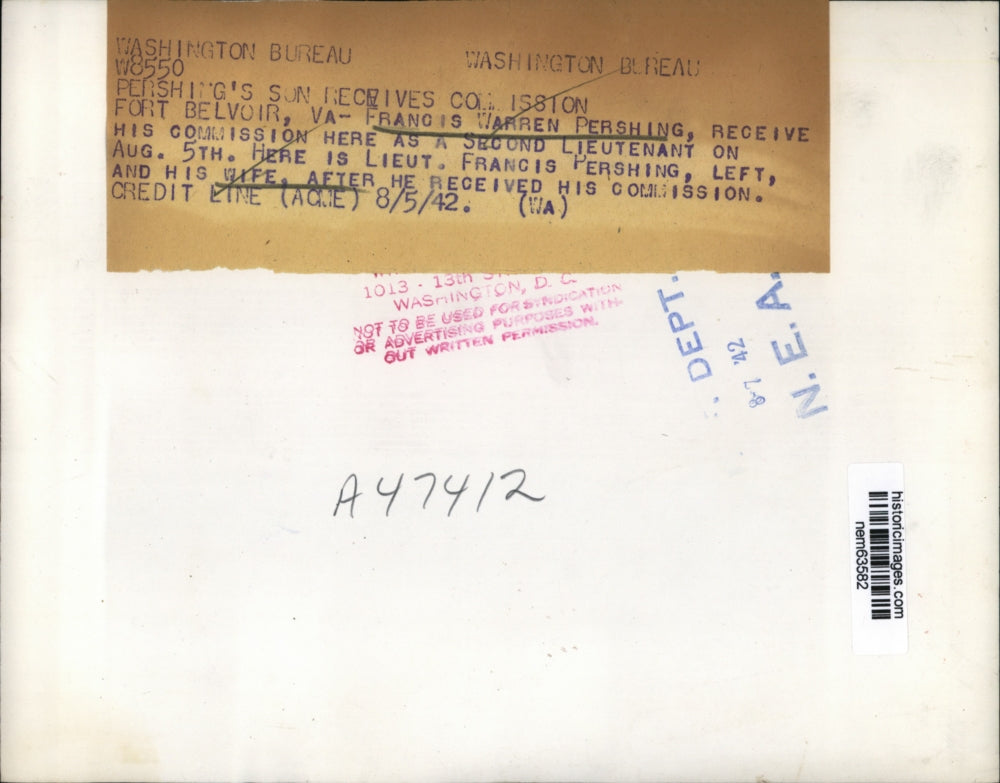 WASHINGTON BUREAU WASHINGTON BUREAU
W8550
PERSHING'S SON RECEIVES COMMISSION
FORT BELVOIR, VA- FRANCIS WARREN PERSHING, RECEIVE
HIS COMMISSION HERE AS A SECOND LIEUTENANT ON
AUG. 5TH. HERE IS LIEUT. FRANCIS PERSHING, LEFT,
AND HIS WIFE, AFTER HE RECEIVED HIS COMMISSION.
CREDIT LINE (ACME) 8/5/42. (WA)
1013 - 13th
WASHINGTON, D. C.
NOT TO BE USED FOR SYNDICATION
OR ADVERTISING PURPOSES WITH-
OUT WRITTEN PERMISSION.
DEPT.
8-7 '42
N. E. A.
A47412
historicimages.com
nem63582